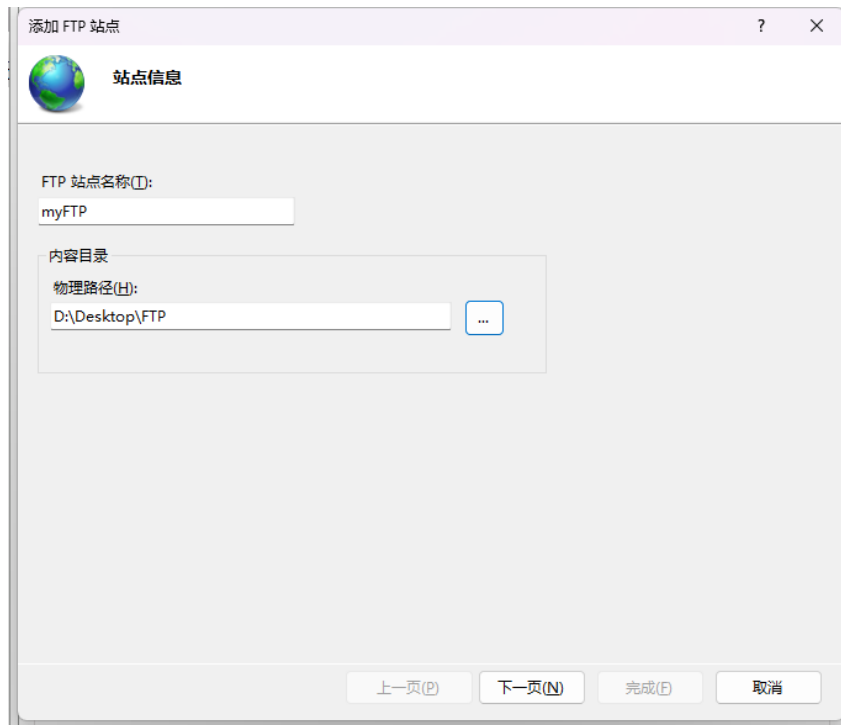 添加 FTP 站点
?
站点信息
FTP 站点名称(T):
myFTP
内容目录
物理路径(H):
D:\Desktop\FTP
...
上一页(P) 下一页(N) 完成(F) 取消